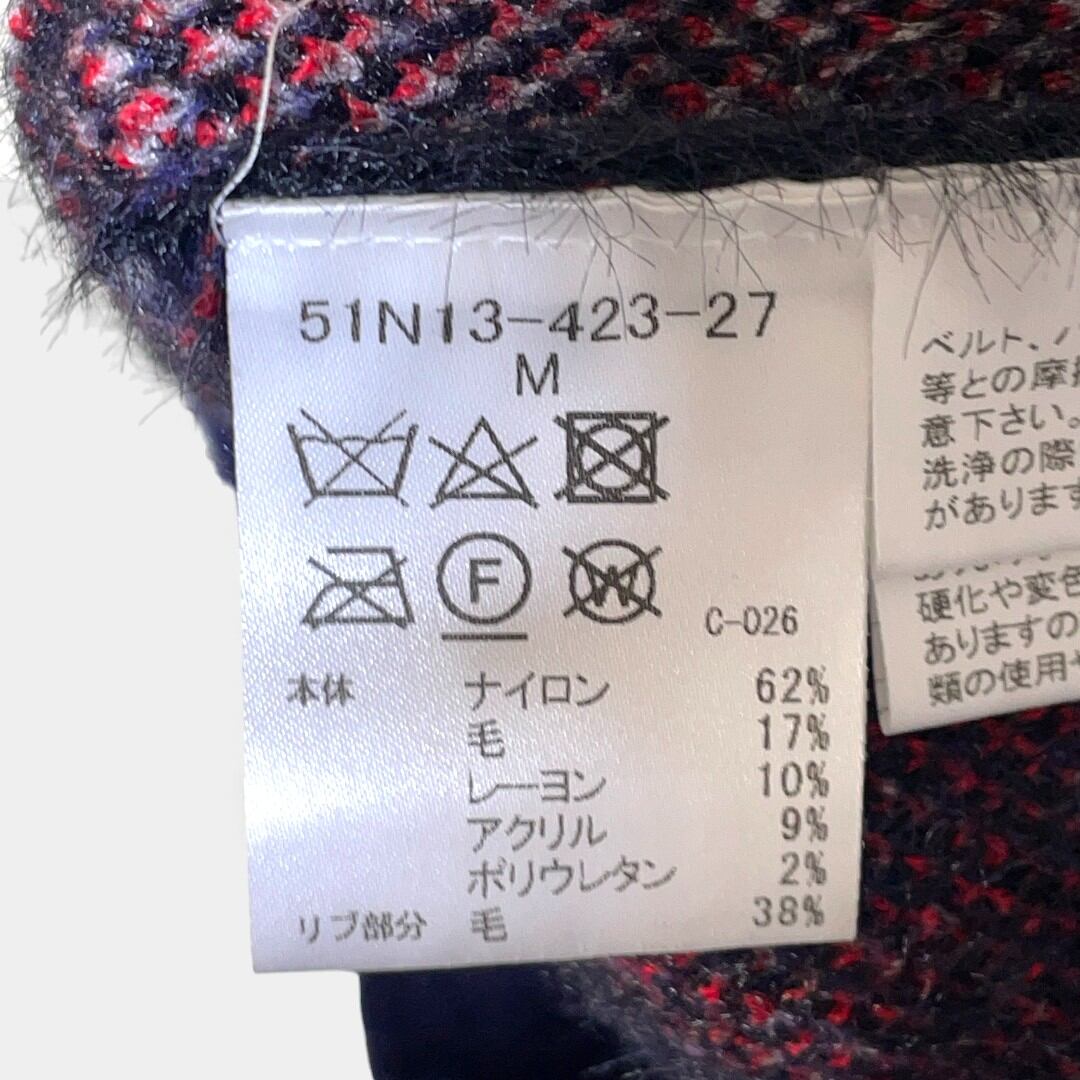 51N13-423-27
M
F
W
C-026
本体 ナイロン 62%
毛 17%
レーヨン 10%
アクリル 9%
ポリウレタン 2%
リブ部分 毛 38%
ベルト、
等との摩
意下さい。
洗浄の際
があります
硬化や変色
ありますの
類の使用